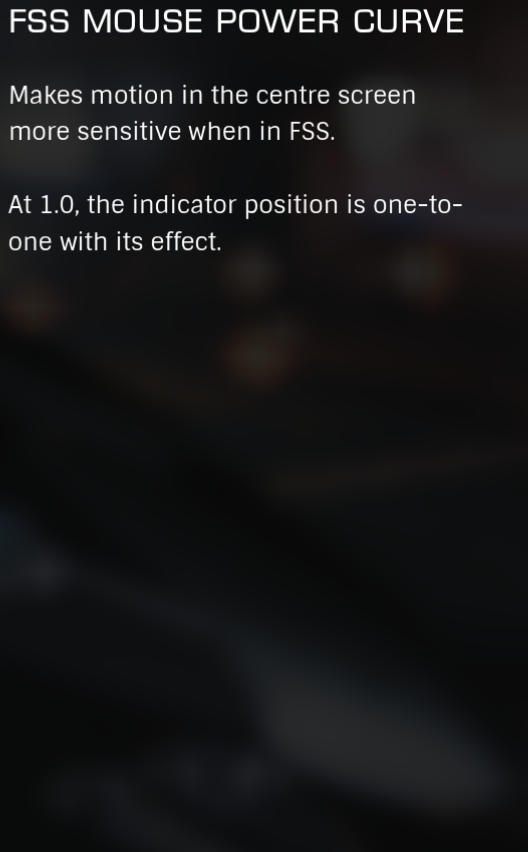 FSS MOUSE POWER CURVE
Makes motion in the centre screen
more sensitive when in FSS.
At 1.0, the indicator position is one-to-
one with its effect.